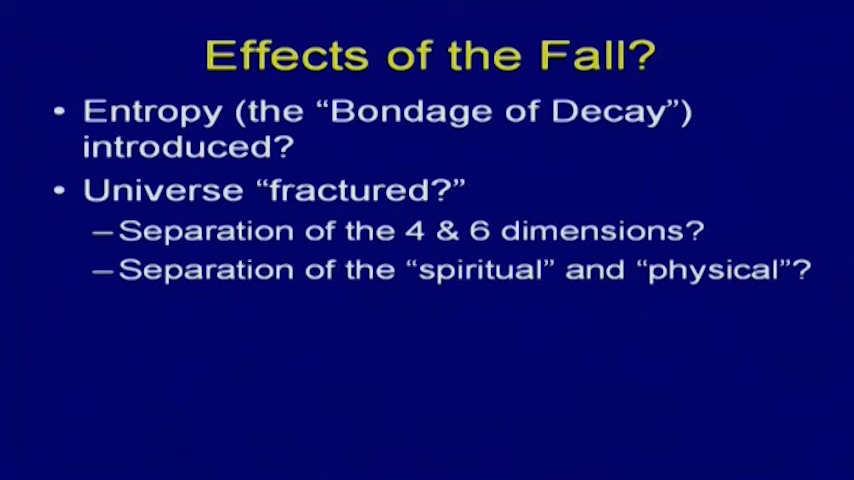 Effects of the Fall?
• Entropy (the “Bondage of Decay”)
introduced?
• Universe “fractured?”
–Separation of the 4 & 6 dimensions?
–Separation of the “spiritual” and “physical”?